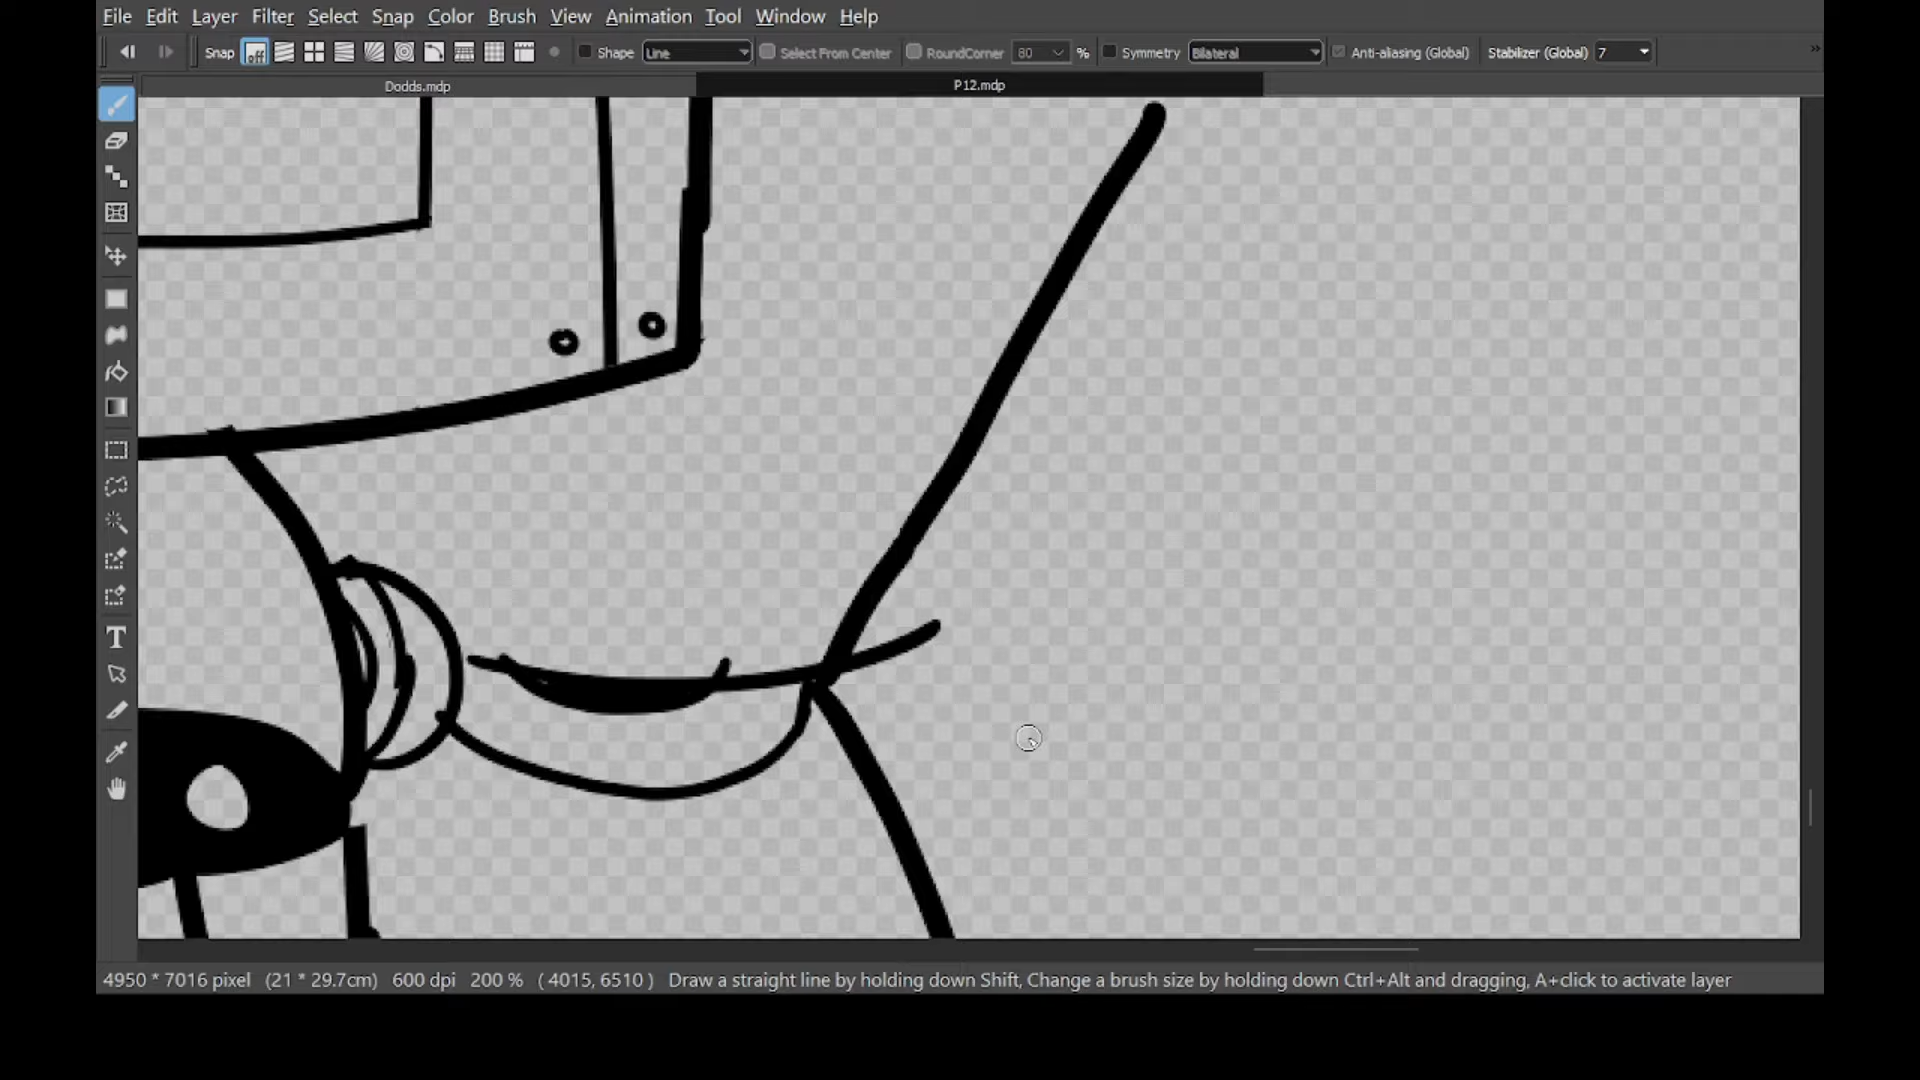 File Edit Layer Filter Select Snap Color Brush View Animation Tool Window Help
Snap off Shape Line Select From Center RoundCorner 80 % Symmetry Bilateral Anti-aliasing (Global) Stabilizer (Global) 7
Dodds.mdp P12.mdp
T
4950 * 7016 pixel (21 * 29.7cm) 600 dpi 200 % ( 4015, 6510 ) Draw a straight line by holding down Shift, Change a brush size by holding down Ctrl+Alt and dragging, A+click to activate layer